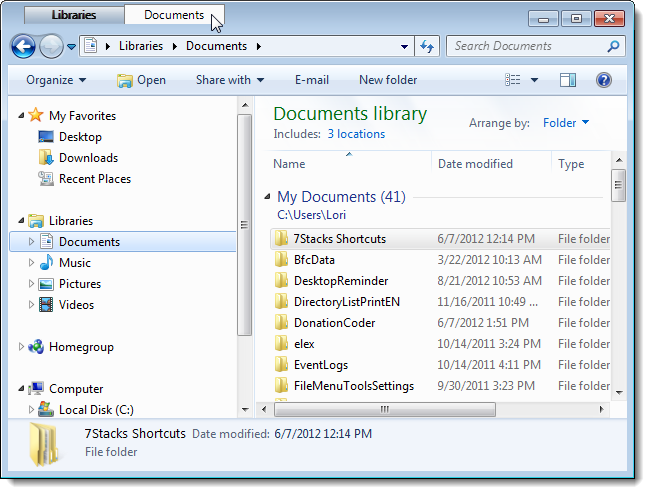 Libraries Documents
Libraries Documents Search Documents
Organize Open Share with E-mail New folder
My Favorites
Desktop
Downloads
Recent Places
Libraries
Documents
Music
Pictures
Videos
Homegroup
Computer
Local Disk (C:)
Documents library
Includes: 3 locations
Arrange by: Folder
Name Date modified Type
My Documents (41)
C:\Users\Lori
7Stacks Shortcuts 6/7/2012 12:14 PM File folder
BfcData 3/22/2012 10:13 AM File folder
DesktopReminder 8/21/2012 10:53 AM File folder
DirectoryListPrintEN 11/16/2011 10:49 ... File folder
DonationCoder 6/7/2012 1:51 PM File folder
elex 10/14/2011 3:24 PM File folder
EventLogs 10/14/2011 4:11 PM File folder
FileMenuToolsSettings 9/30/2011 3:23 PM File folder
7Stacks Shortcuts Date modified: 6/7/2012 12:14 PM
File folder